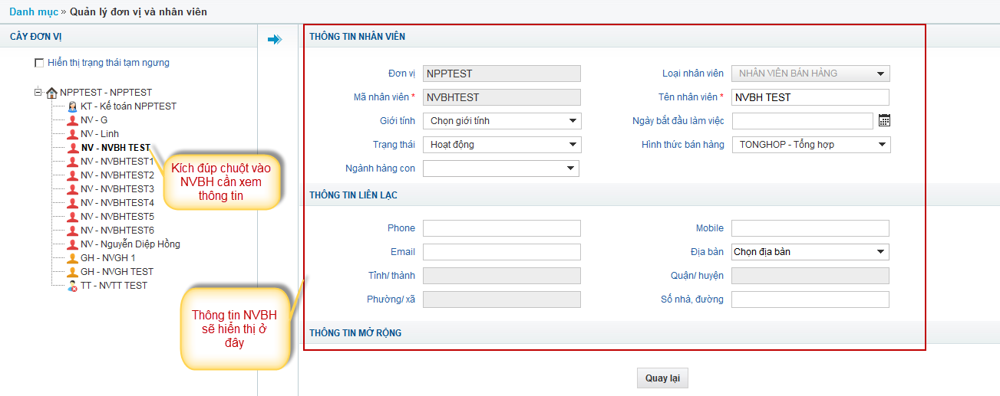 Danh mục » Quản lý đơn vị và nhân viên
CÂY ĐƠN VỊ
Hiển thị trạng thái tạm ngưng
NPPTEST - NPPTEST
KT - Kế toán NPPTEST
NV - G
NV - Linh
NV - NVBH TEST
NV - NVBHTEST1
NV - NVBHTEST2
NV - NVBHTEST3
NV - NVBHTEST4
NV - NVBHTEST5
NV - NVBHTEST6
NV - Nguyễn Diệp Hồng
GH - NVGH 1
GH - NVGH TEST
TT - NVTT TEST
Kích đúp chuột vào
NVBH cần xem
thông tin
Thông tin NVBH
sẽ hiển thị ở
đây
THÔNG TIN NHÂN VIÊN
Đơn vị NPPTEST Loại nhân viên NHÂN VIÊN BÁN HÀNG
Mã nhân viên * NVBHTEST Tên nhân viên * NVBH TEST
Giới tính Chọn giới tính Ngày bắt đầu làm việc
Trạng thái Hoạt động Hình thức bán hàng TONGHOP - Tổng hợp
Ngành hàng con
THÔNG TIN LIÊN LẠC
Phone Mobile
Email Địa bàn Chọn địa bàn
Tỉnh/ thành Quận/ huyện
Phường/ xã Số nhà, đường
THÔNG TIN MỞ RỘNG
Quay lại